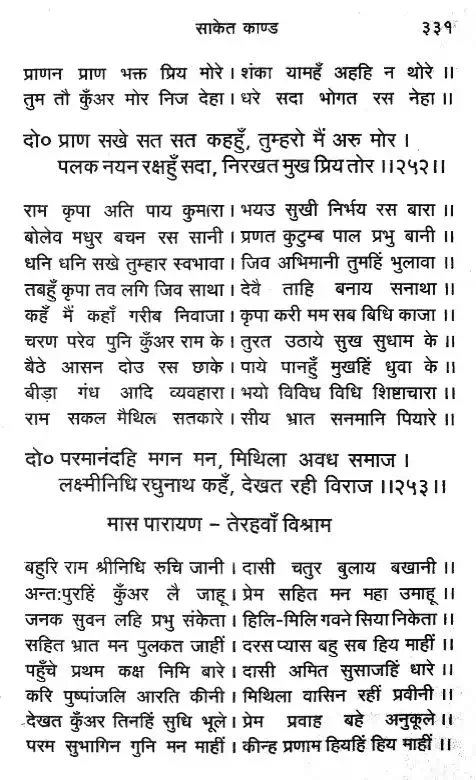 साकेत काण्ड ३३१
प्राणन प्राण भक्त प्रिय मोरे । शंका यामहँ अहहि न थोरे ।।
तुम तौ कुँअर मोर निज देहा । धरे सदा भोगत रस नेहा ।।
दो० प्राण सखे सत सत कहहुँ, तुम्हरो मैं अरु मोर ।
पलक नयन रक्षहुँ सदा, निरखत मुख प्रिय तोर ।।२५२।।
राम कृपा अति पाय कुमारा । भयउ सुखी निर्भय रस बारा ।।
बोलेव मधुर बचन रस सानी । प्रणत कुटुम्ब पाल प्रभु बानी ।।
धनि धनि सखे तुम्हार स्वभावा । जिव अभिमानी तुमहिं भुलावा ।।
तबहुँ कृपा तव लगि जिव साथा । देवै ताहि बनाय सनाथा ।।
कहँ मैं कहाँ गरीब निवाजा । कृपा करी मम सब बिधि काजा ।।
चरण परेव पुनि कुँअर राम के । तुरत उठाये सुख सुधाम के ।।
बैठे आसन दोउ रस छाके । पाये पानहुँ मुखहिं धुवा के ।।
बीड़ा गंध आदि व्यवहारा । भयो विविध विधि शिष्टाचारा ।।
राम सकल मैथिल सतकारे । सीय भ्रात सनमानि पियारे ।।
दो० परमानंदहि मगन मन, मिथिला अवध समाज ।
लक्ष्मीनिधि रघुनाथ कहँ, देखत रही विराज ।।२५३।।
मास पारायण – तेरहवाँ विश्राम
बहुरि राम श्रीनिधि रुचि जानी । दासी चतुर बुलाय बखानी ।।
अन्तःपुरहिं कुँअर लै जाहू । प्रेम सहित मन महा उमाहू ।।
जनक सुवन लहि प्रभु संकेता । हिलि-मिलि गवने सिया निकेता ।।
सहित भ्रात मन पुलकत जाहीं । दरस प्यास बहु सब हिय माहीं ।।
पहुँचे प्रथम कक्ष निमि बारे । दासी अमित सुसाजहिं धारे ।।
करि पुष्पांजलि आरति कीनी । मिथिला वासिन रहीं प्रवीनी ।।
देखत कुँअर तिनहिं सुधि भूले । प्रेम प्रवाह बहे अनुकूले ।।
परम सुभागिन गुनि मन माहीं । कीन्ह प्रणाम हियहिं हिय माहीं ।।